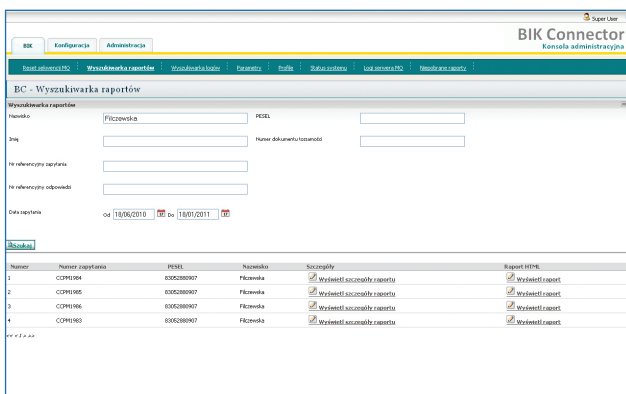 Super User
BIK Connector
Konsola administracyjna
BIK Konfiguracja Administracja
Reset sekwencji MQ Wyszukiwarka raportów Wyszukiwarka logów Parametry Profile Status systemu Logi serwera MQ Niepobrane raporty
BC - Wyszukiwarka raportów
Wyszukiwarka raportów
Nazwisko Filczewska PESEL
Imię Numer dokumentu tożsamości
Nr referencyjny zapytania
Nr referencyjny odpowiedzi
Data zapytania Od 18/06/2010 Do 18/01/2011
Szukaj
Numer Numer zapytania PESEL Nazwisko Szczegóły Raport HTML
1 CCPM1984 83052880907 Filczewska Wyświetl szczegóły raportu Wyświetl raport
2 CCPM1985 83052880907 Filczewska Wyświetl szczegóły raportu Wyświetl raport
3 CCPM1986 83052880907 Filczewska Wyświetl szczegóły raportu Wyświetl raport
4 CCPM1983 83052880907 Filczewska Wyświetl szczegóły raportu Wyświetl raport
<< < 1 > >>